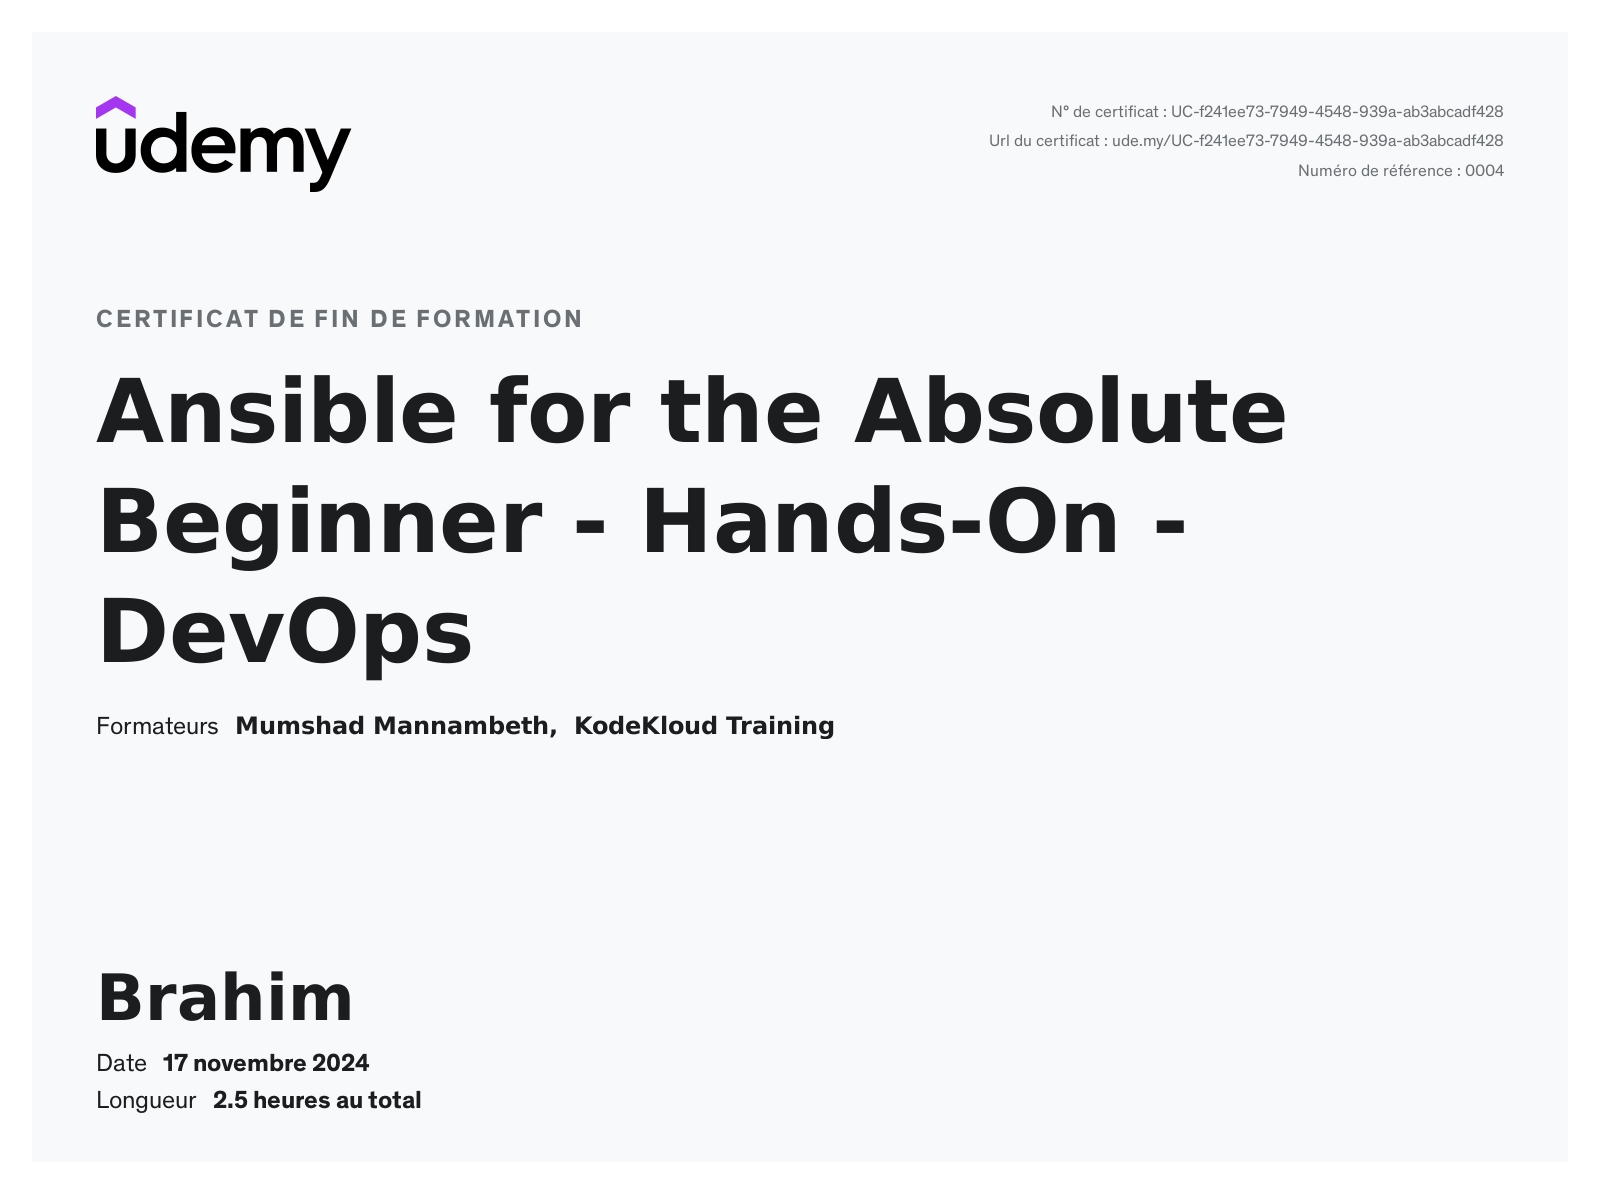 udemy
N° de certificat : UC-f241ee73-7949-4548-939a-ab3abcadf428
Url du certificat : ude.my/UC-f241ee73-7949-4548-939a-ab3abcadf428
Numéro de référence : 0004
CERTIFICAT DE FIN DE FORMATION
Ansible for the Absolute
Beginner - Hands-On -
DevOps
Formateurs Mumshad Mannambeth, KodeKloud Training
Brahim
Date 17 novembre 2024
Longueur 2.5 heures au total